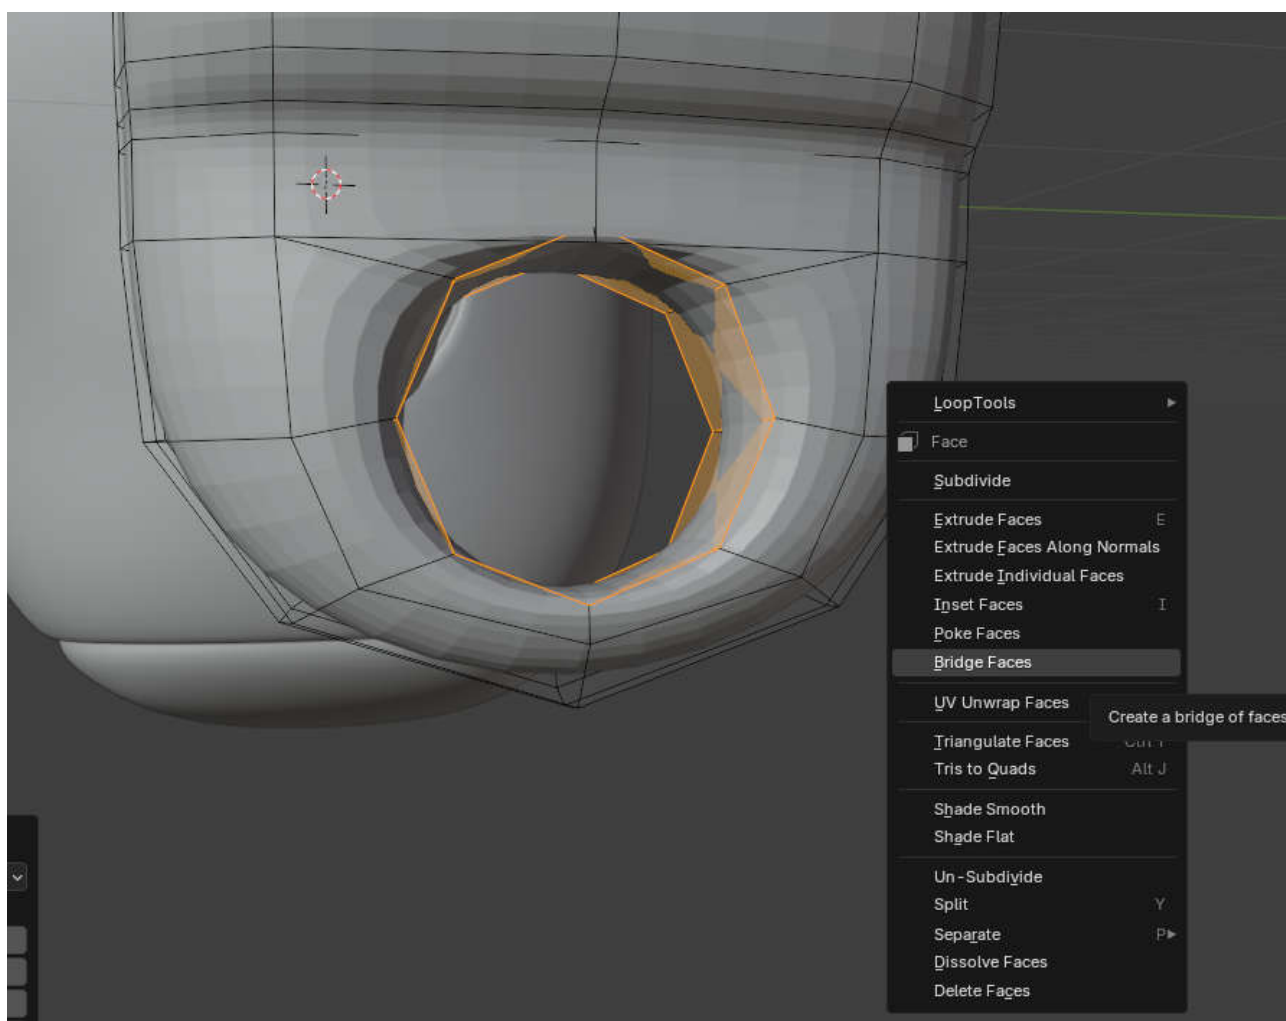 LoopTools
Face
Subdivide
Extrude Faces E
Extrude Faces Along Normals
Extrude Individual Faces
Inset Faces I
Poke Faces
Bridge Faces
UV Unwrap Faces
Create a bridge of faces
Triangulate Faces Ctrl T
Tris to Quads Alt J
Shade Smooth
Shade Flat
Un-Subdivide
Split Y
Separate P
Dissolve Faces
Delete Faces